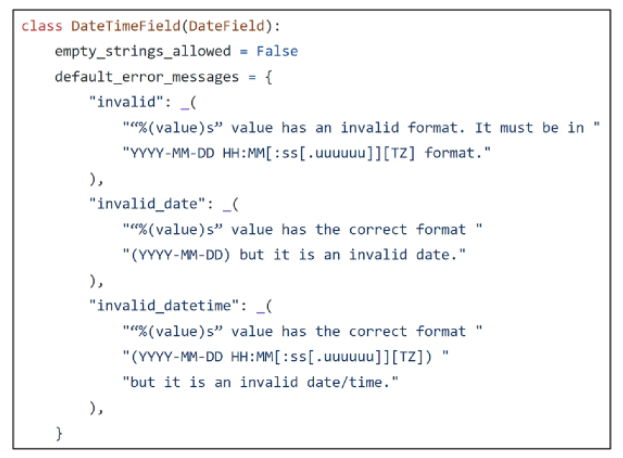 class DateTimeField(DateField):
    empty_strings_allowed = False
    default_error_messages = {
        "invalid": _(
            "“%(value)s” value has an invalid format. It must be in "
            "YYYY-MM-DD HH:MM[:ss[.uuuuuu]][TZ] format."
        ),
        "invalid_date": _(
            "“%(value)s” value has the correct format "
            "(YYYY-MM-DD) but it is an invalid date."
        ),
        "invalid_datetime": _(
            "“%(value)s” value has the correct format "
            "(YYYY-MM-DD HH:MM[:ss[.uuuuuu]][TZ]) "
            "but it is an invalid date/time."
        ),
    }